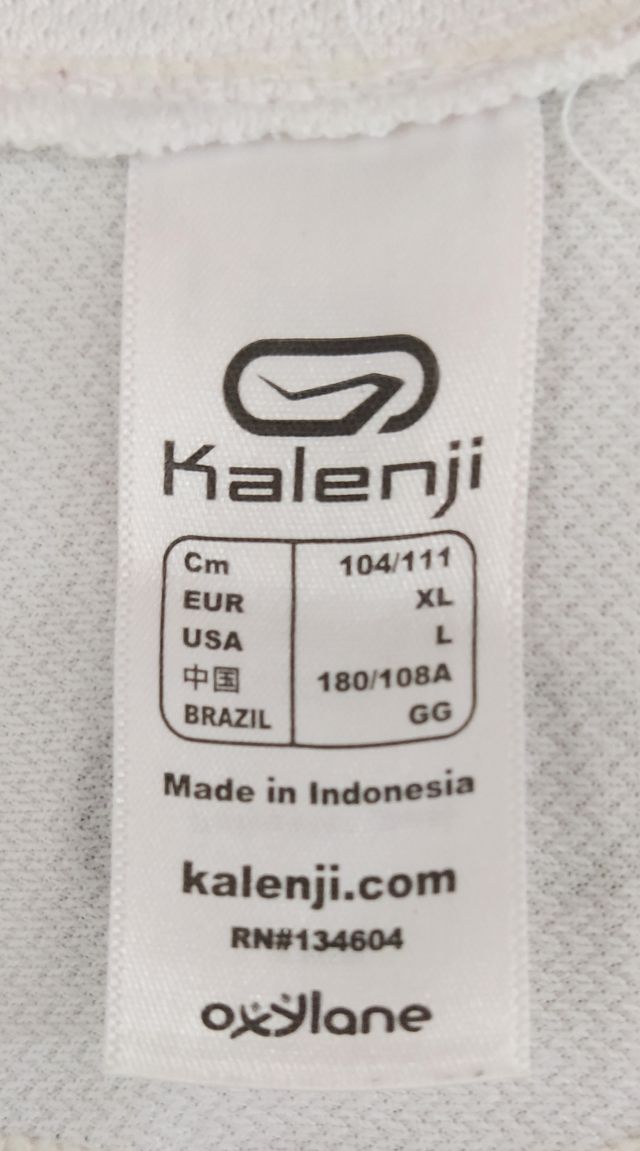 Kalenji
Cm 104/111
EUR XL
USA L
中国 180/108A
BRAZIL GG
Made in Indonesia
kalenji.com
RN#134604
oxylane